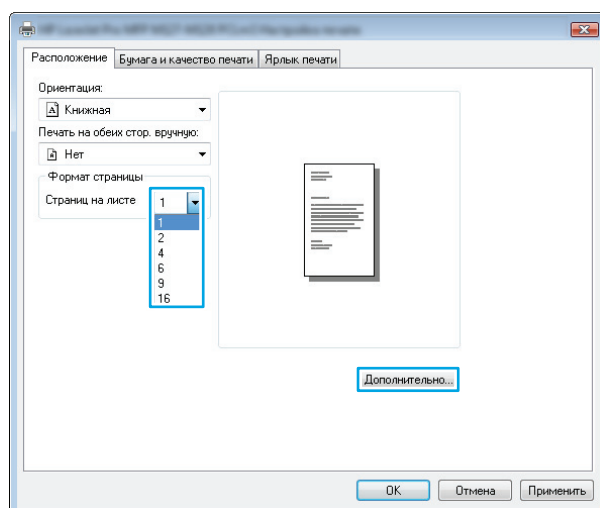 Расположение Бумага и качество печати Ярлык печати
Ориентация:
Книжная
Печать на обеих стор. вручную:
Нет
Формат страницы
Страниц на листе 1
1
2
4
6
9
16
Дополнительно...
OK Отмена Применить